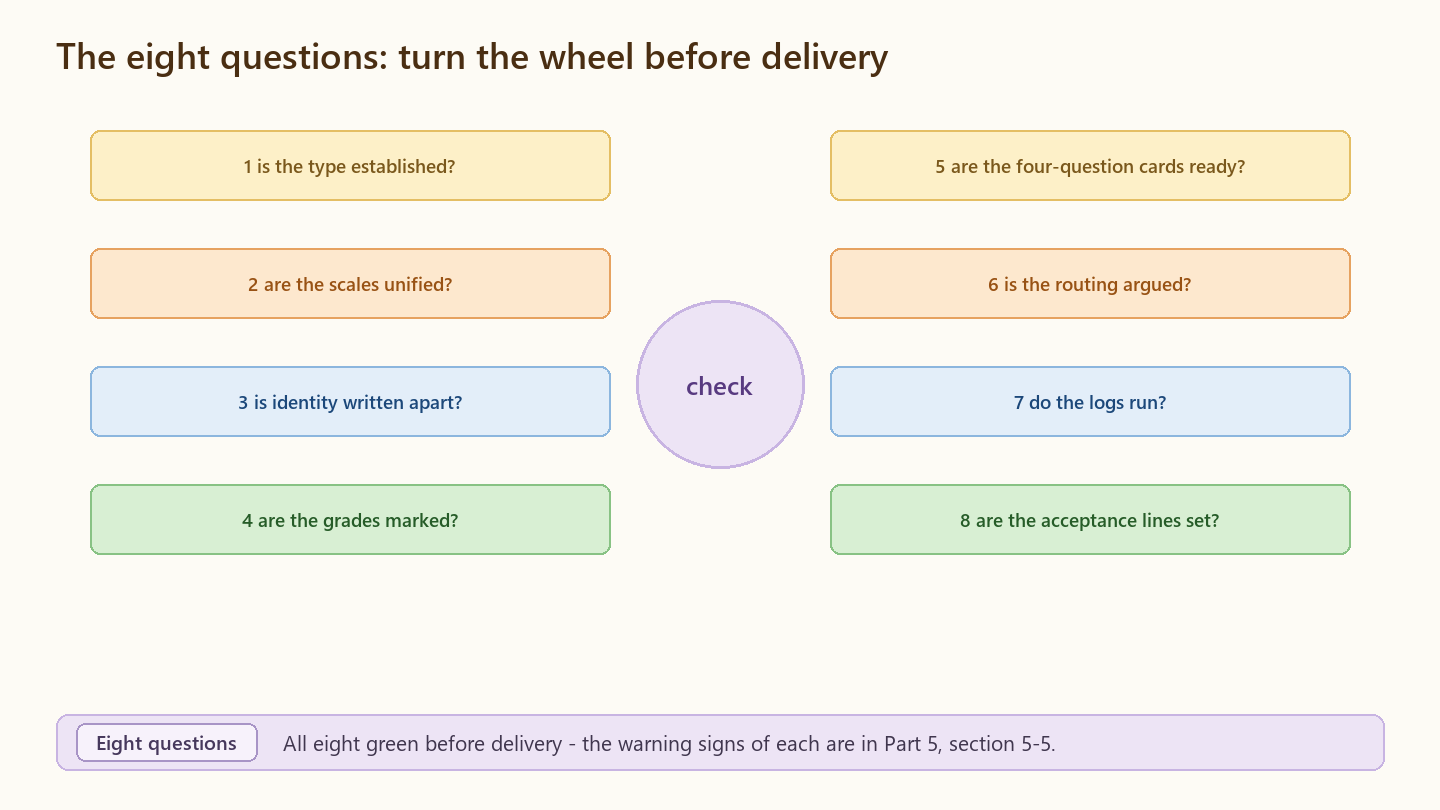 The eight questions: turn the wheel before delivery
1 is the type established?
2 are the scales unified?
3 is identity written apart?
4 are the grades marked?
check
5 are the four-question cards ready?
6 is the routing argued?
7 do the logs run?
8 are the acceptance lines set?
Eight questions
All eight green before delivery - the warning signs of each are in Part 5, section 5-5.